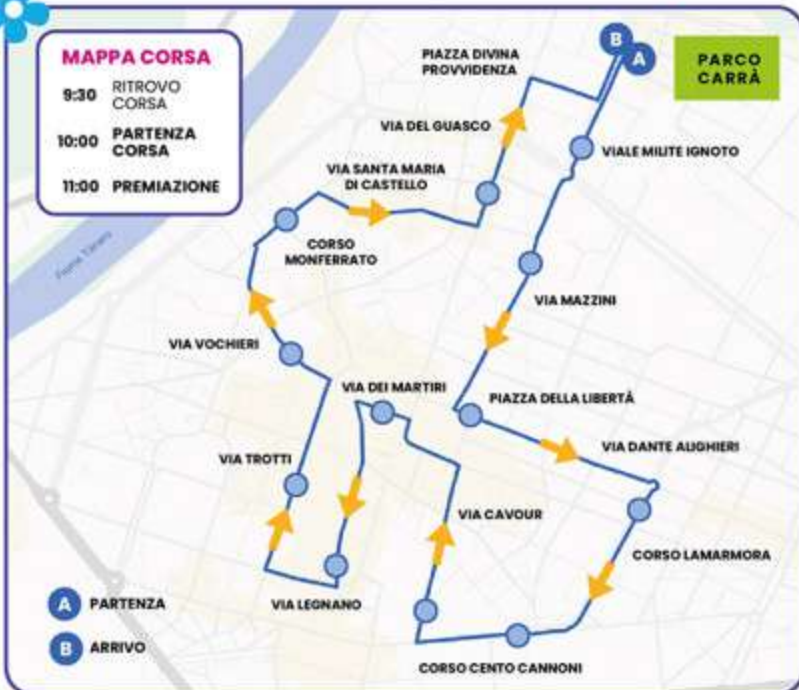 MAPPA CORSA
9:30 RITROVO
CORSA
10:00 PARTENZA
CORSA
11:00 PREMIAZIONE
PIAZZA DIVINA
PROVVIDENZA
B
A
PARCO
CARRÀ
VIA DEL GUASCO
VIALE MILITE IGNOTO
VIA SANTA MARIA
DI CASTELLO
CORSO
MONFERRATO
Fiume Tanaro
VIA MAZZINI
VIA VOCHIERI
VIA DEI MARTIRI
PIAZZA DELLA LIBERTÀ
VIA DANTE ALIGHIERI
VIA TROTTI
VIA CAVOUR
CORSO LAMARMORA
A PARTENZA
VIA LEGNANO
B ARRIVO
CORSO CENTO CANNONI